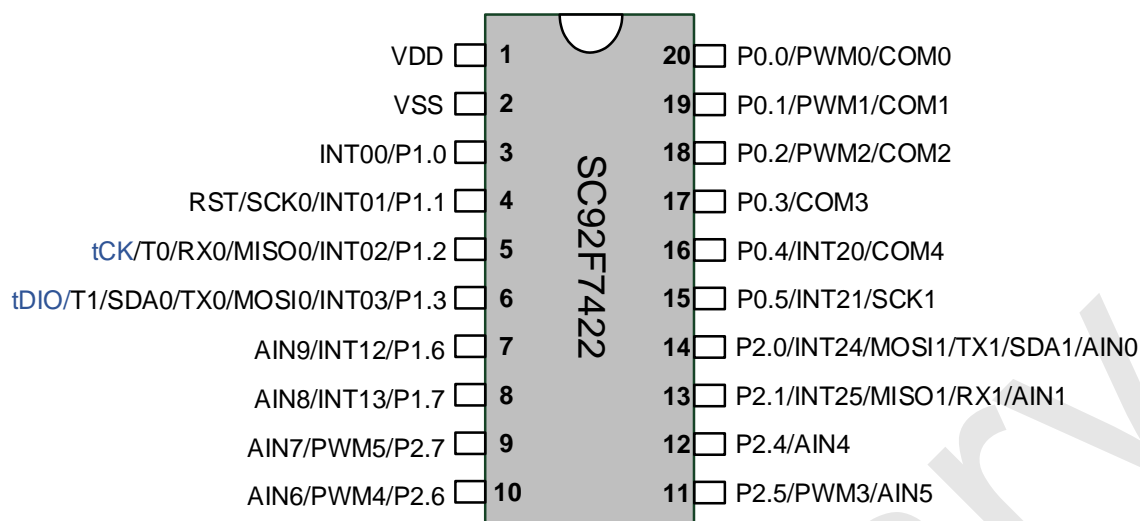 VDD 1 20 P0.0/PWM0/COM0
VSS 2 19 P0.1/PWM1/COM1
INT00/P1.0 3 18 P0.2/PWM2/COM2
RST/SCK0/INT01/P1.1 4 17 P0.3/COM3
tCK/T0/RX0/MISO0/INT02/P1.2 5 16 P0.4/INT20/COM4
tDIO/T1/SDA0/TX0/MOSI0/INT03/P1.3 6 15 P0.5/INT21/SCK1
AIN9/INT12/P1.6 7 14 P2.0/INT24/MOSI1/TX1/SDA1/AIN0
AIN8/INT13/P1.7 8 13 P2.1/INT25/MISO1/RX1/AIN1
AIN7/PWM5/P2.7 9 12 P2.4/AIN4
AIN6/PWM4/P2.6 10 11 P2.5/PWM3/AIN5
SC92F7422